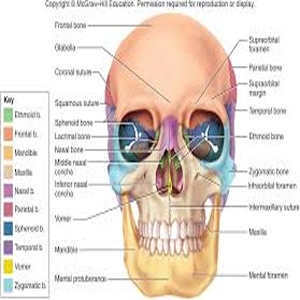 Copyright © McGraw-Hill Education. Permission required for reproduction or display.
Frontal bone
Glabella
Coronal suture
Squamous suture
Sphenoid bone
Lacrimal bone
Nasal bone
Middle nasal
concha
Inferior nasal
concha
Vomer
Mandible
Mental protuberance
Supraorbital
foramen
Parietal bone
Supraorbital
margin
Temporal bone
Ethmoid bone
Zygomatic bone
Infraorbital foramen
Intermaxillary suture
Maxilla
Mental foramen
Key
Ethmoid b.
Frontal b.
Mandible
Maxilla
Nasal b.
Parietal b.
Sphenoid b.
Temporal b.
Vomer
Zygomatic b.